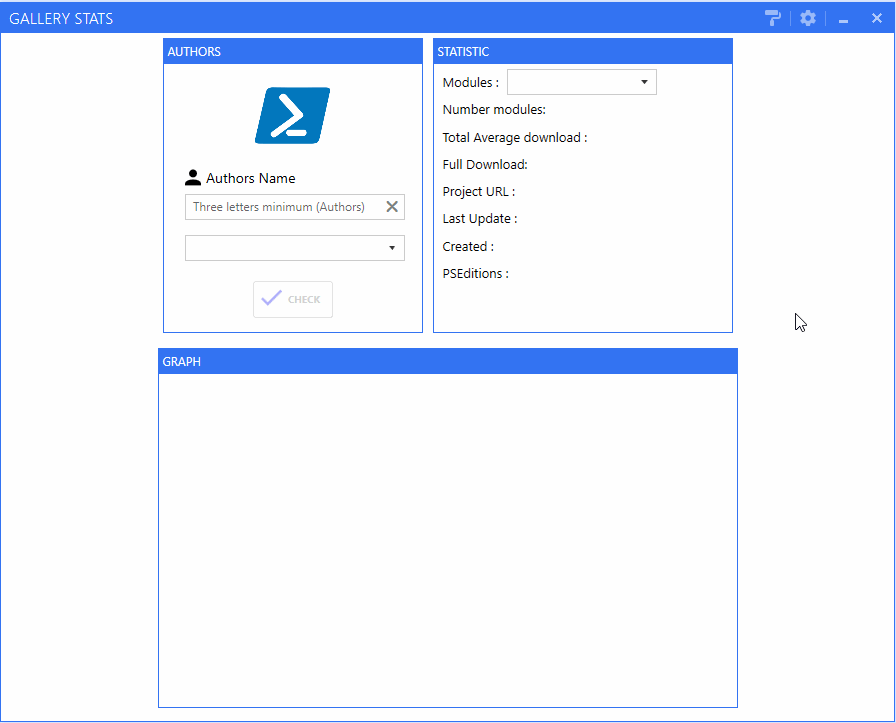 GALLERY STATS
AUTHORS
Authors Name
Three letters minimum (Authors)
CHECK
STATISTIC
Modules :
Number modules:
Total Average download :
Full Download:
Project URL :
Last Update :
Created :
PSEditions :
GRAPH